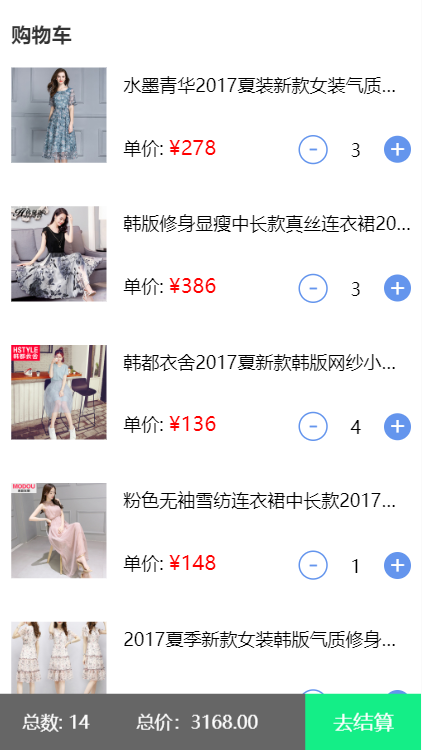 购物车
水墨青华2017夏装新款女装气质...
单价: ¥278
- 3 +
韩版修身显瘦中长款真丝连衣裙20...
单价: ¥386
- 3 +
HSTYLE
韩都衣舍
韩都衣舍2017夏新款韩版网纱小...
单价: ¥136
- 4 +
MODOU
粉色无袖雪纺连衣裙中长款2017...
单价: ¥148
- 1 +
2017夏季新款女装韩版气质修身...
总数: 14 总价: 3168.00 去结算